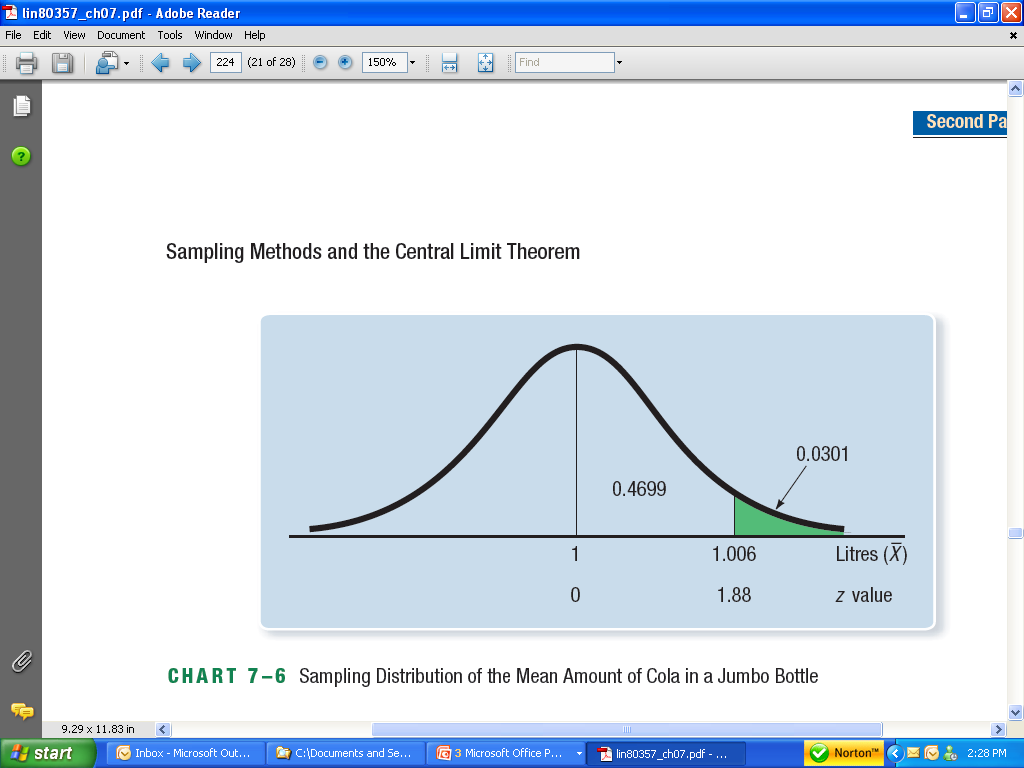 lin80357_ch07.pdf - Adobe Reader
File Edit View Document Tools Window Help
224 (21 of 28) 150% Find
Second Pa
Sampling Methods and the Central Limit Theorem
0.0301
0.4699
1 1.006 Litres (X̅)
0 1.88 z value
CHART 7–6 Sampling Distribution of the Mean Amount of Cola in a Jumbo Bottle
9.29 x 11.83 in
start Inbox - Microsoft Out... C:\Documents and Se... 3 Microsoft Office P... lin80357_ch07.pdf - ... Norton™ 2:28 PM